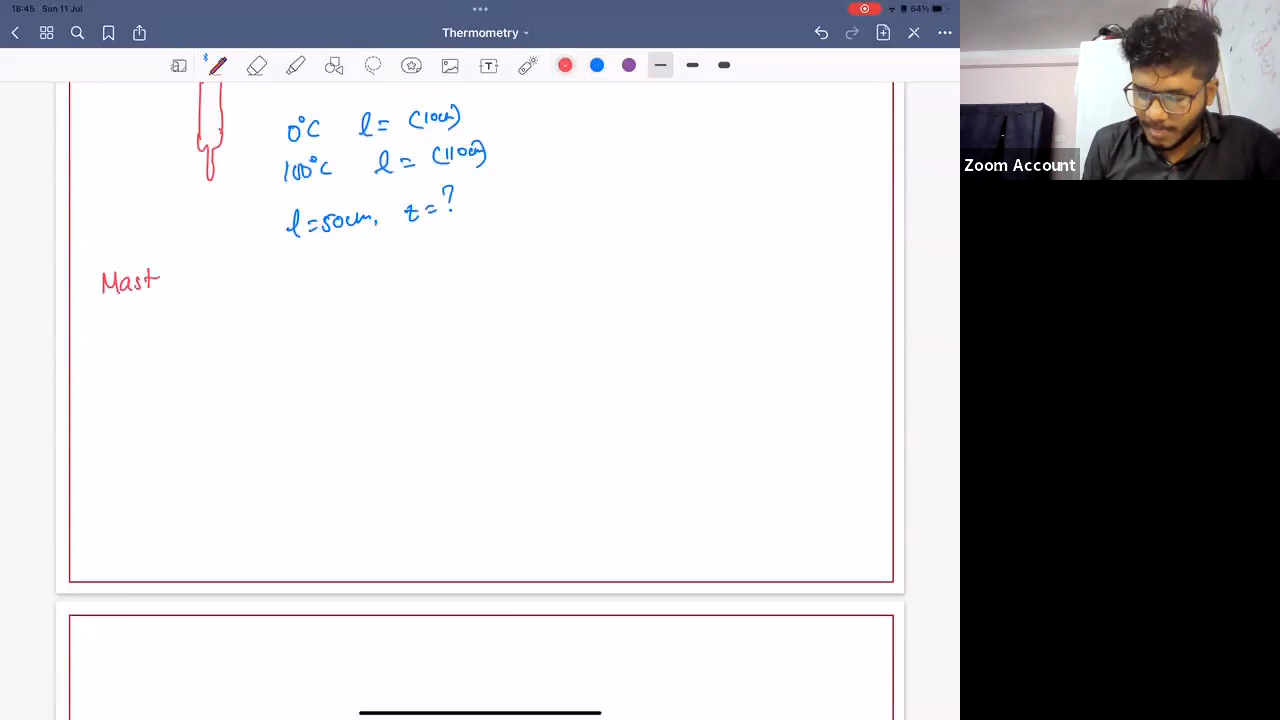 18:45 Sun 11 Jul
64%
Thermometry
Zoom Account
0°C l = (10cm)
100°C l = (110cm)
l = 50cm, t = ?
Mast